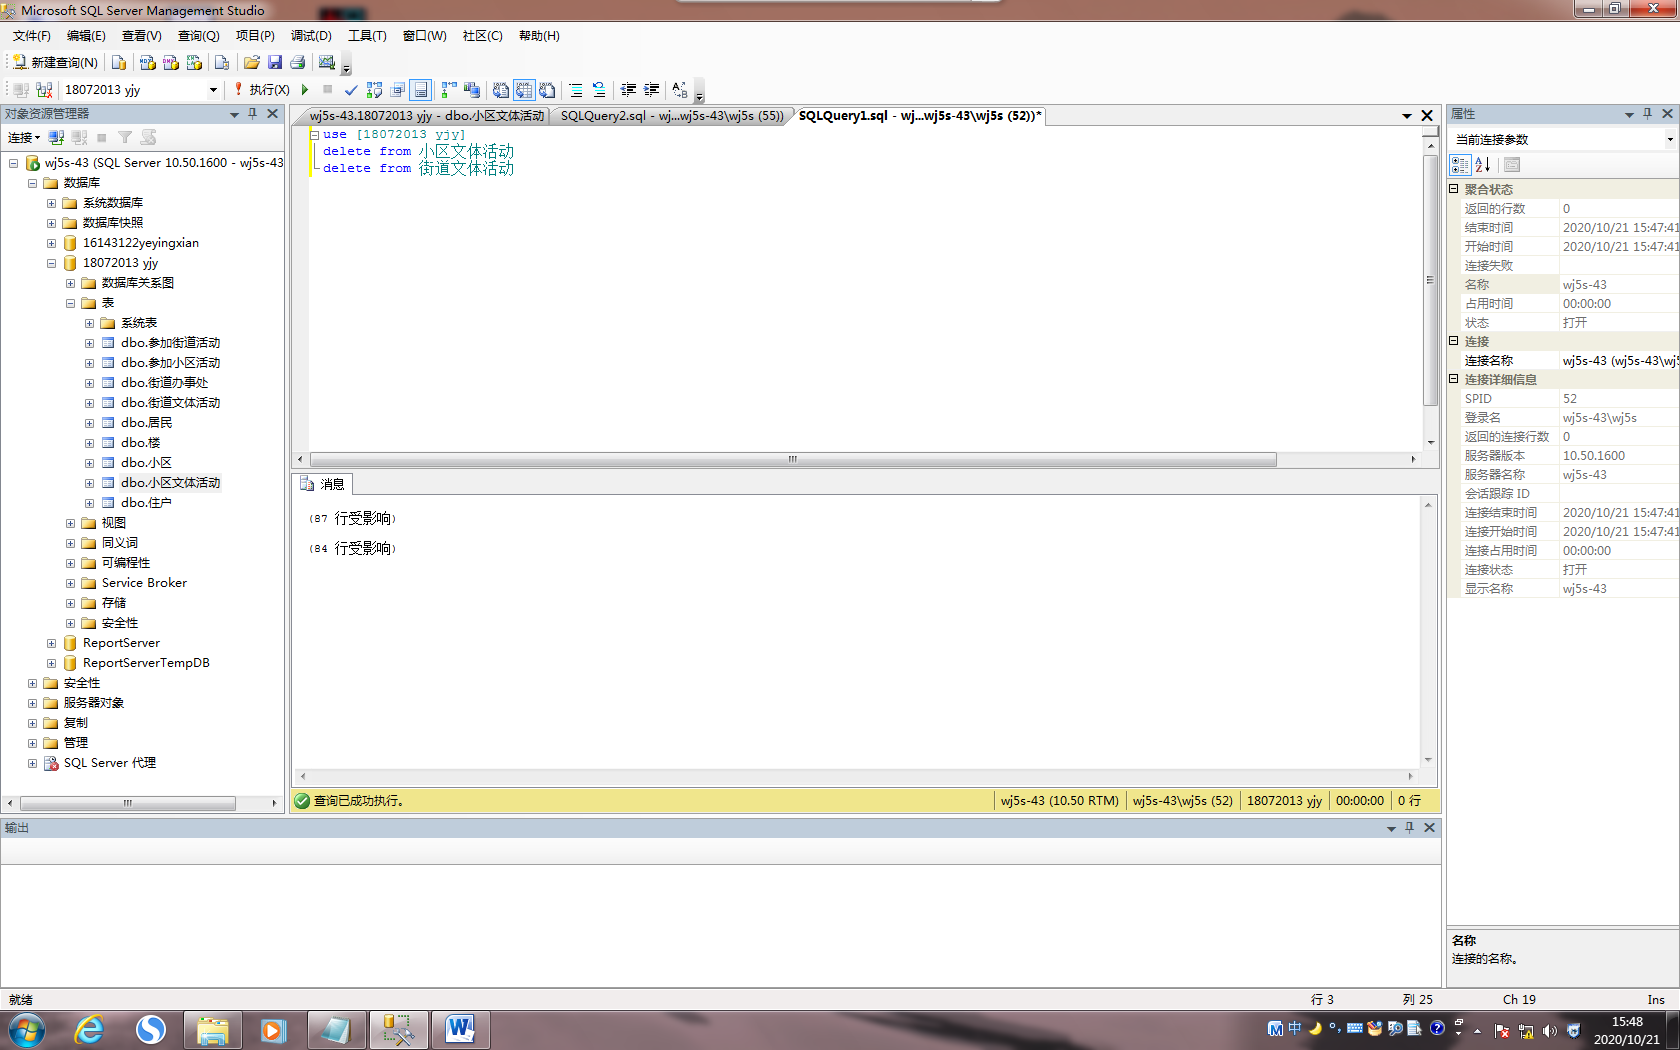 Microsoft SQL Server Management Studio
文件(F) 编辑(E) 查看(V) 查询(Q) 项目(P) 调试(D) 工具(T) 窗口(W) 社区(C) 帮助(H)
新建查询(N)
18072013 yjy 执行(X)
对象资源管理器
连接
wj5s-43 (SQL Server 10.50.1600 - wj5s-43
数据库
系统数据库
数据库快照
16143122yeyingxian
18072013 yjy
数据库关系图
表
系统表
dbo.参加街道活动
dbo.参加小区活动
dbo.街道办事处
dbo.街道文体活动
dbo.居民
dbo.楼
dbo.小区
dbo.小区文体活动
dbo.住户
视图
同义词
可编程性
Service Broker
存储
安全性
ReportServer
ReportServerTempDB
安全性
服务器对象
复制
管理
SQL Server 代理
wj5s-43.18072013 yjy - dbo.小区文体活动 SQLQuery2.sql - wj...wj5s-43\wj5s (55)) SQLQuery1.sql - wj...wj5s-43\wj5s (52))*
use [18072013 yjy]
delete from 小区文体活动
delete from 街道文体活动
消息
(87 行受影响)
(84 行受影响)
查询已成功执行。 wj5s-43 (10.50 RTM) wj5s-43\wj5s (52) 18072013 yjy 00:00:00 0 行
属性
当前连接参数
聚合状态
返回的行数 0
结束时间 2020/10/21 15:47:41
开始时间 2020/10/21 15:47:41
连接失败
名称 wj5s-43
占用时间 00:00:00
状态 打开
连接
连接名称 wj5s-43 (wj5s-43\wj5
连接详细信息
SPID 52
登录名 wj5s-43\wj5s
返回的连接行数 0
服务器版本 10.50.1600
服务器名称 wj5s-43
会话跟踪 ID
连接结束时间 2020/10/21 15:47:41
连接开始时间 2020/10/21 15:47:41
连接占用时间 00:00:00
连接状态 打开
显示名称 wj5s-43
名称
连接的名称。
输出
就绪 行 3 列 25 Ch 19 Ins
中
15:48
2020/10/21